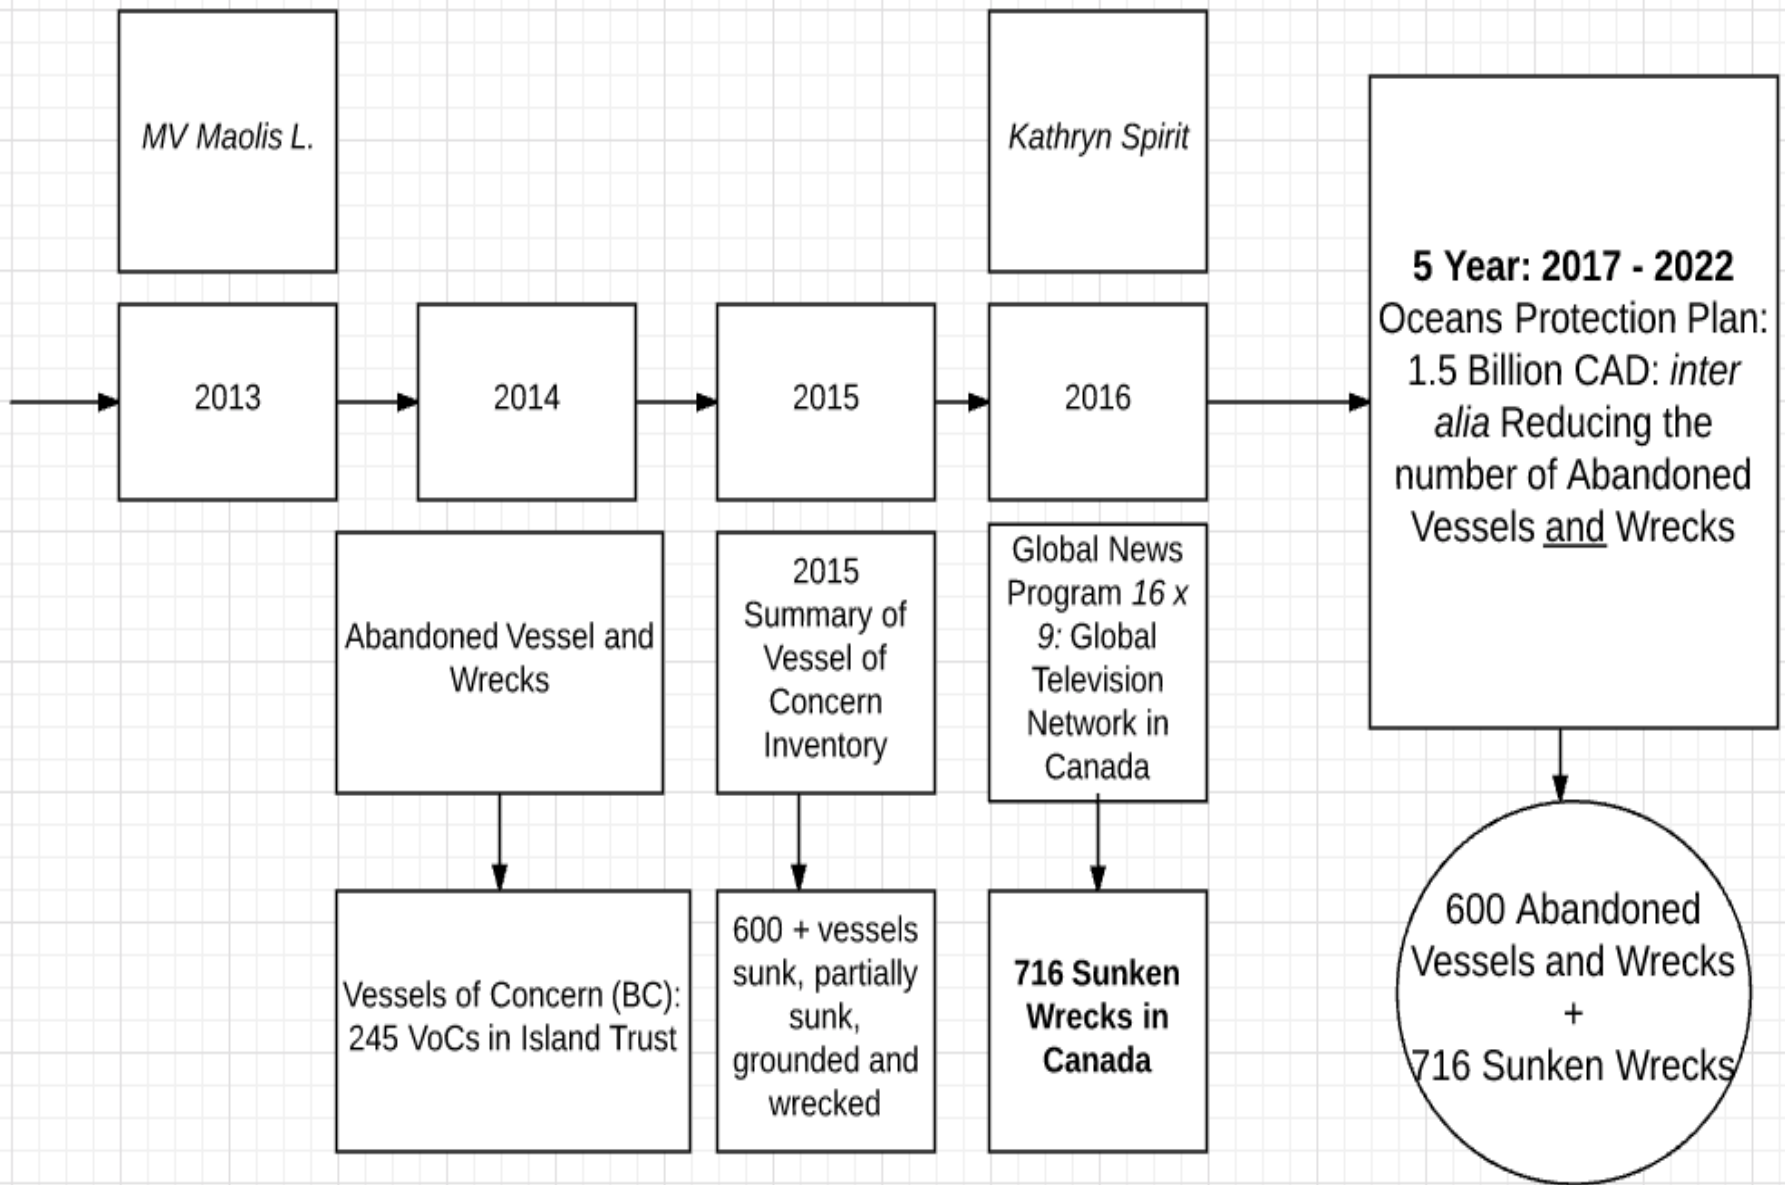 MV Maolis L.
Kathryn Spirit
2013
2014
2015
2016
5 Year: 2017 - 2022
Oceans Protection Plan:
1.5 Billion CAD: inter
alia Reducing the
number of Abandoned
Vessels and Wrecks
Abandoned Vessel and
Wrecks
2015
Summary of
Vessel of
Concern
Inventory
Global News
Program 16 x
9: Global
Television
Network in
Canada
Vessels of Concern (BC):
245 VoCs in Island Trust
600 + vessels
sunk, partially
sunk,
grounded and
wrecked
716 Sunken
Wrecks in
Canada
600 Abandoned
Vessels and Wrecks
+
716 Sunken Wrecks